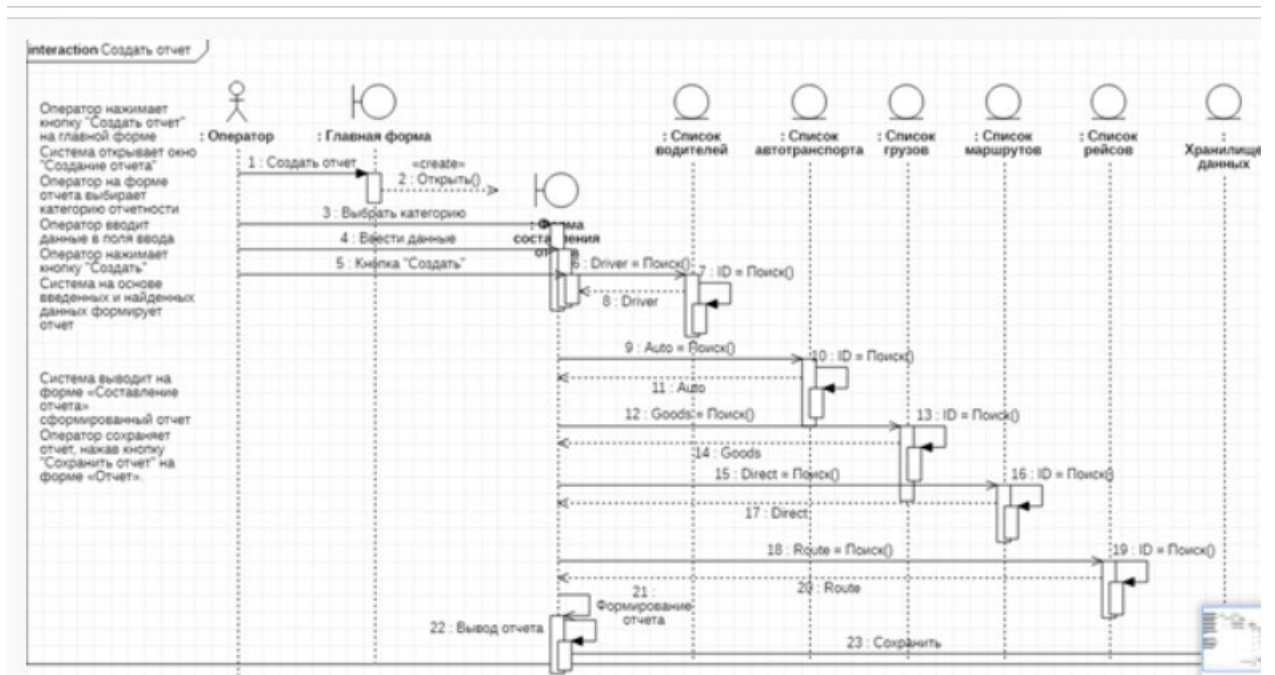 interaction Создать отчет
Оператор нажимает
кнопку "Создать отчет"
на главной форме
Система открывает окно
"Создание отчета"
Оператор на форме
отчета выбирает
категорию отчетности
Оператор вводит
данные в поля ввода
Оператор нажимает
кнопку "Создать"
Система на основе
введенных и найденных
данных формирует
отчет
Система выводит на
форме «Составление
отчета»
сформированный отчет
Оператор сохраняет
отчет, нажав кнопку
"Сохранить отчет" на
форме «Отчет».
: Оператор
: Главная форма
: Список
водителей
: Список
автотранспорта
: Список
грузов
: Список
маршрутов
: Список
рейсов
:
Хранилище
данных
1 : Создать отчет
«create»
2 : Открыть()
: Форма
составления
3 : Выбрать категорию
4 : Ввести данные
5 : Кнопка "Создать"
6 : Driver = Поиск()
7 : ID = Поиск()
8 : Driver
9 : Auto = Поиск()
10 : ID = Поиск()
11 : Auto
12 : Goods = Поиск()
13 : ID = Поиск()
14 : Goods
15 : Direct = Поиск()
16 : ID = Поиск()
17 : Direct
18 : Route = Поиск()
19 : ID = Поиск()
20 : Route
21 :
Формирование
отчета
22 : Вывод отчета
23 : Сохранить